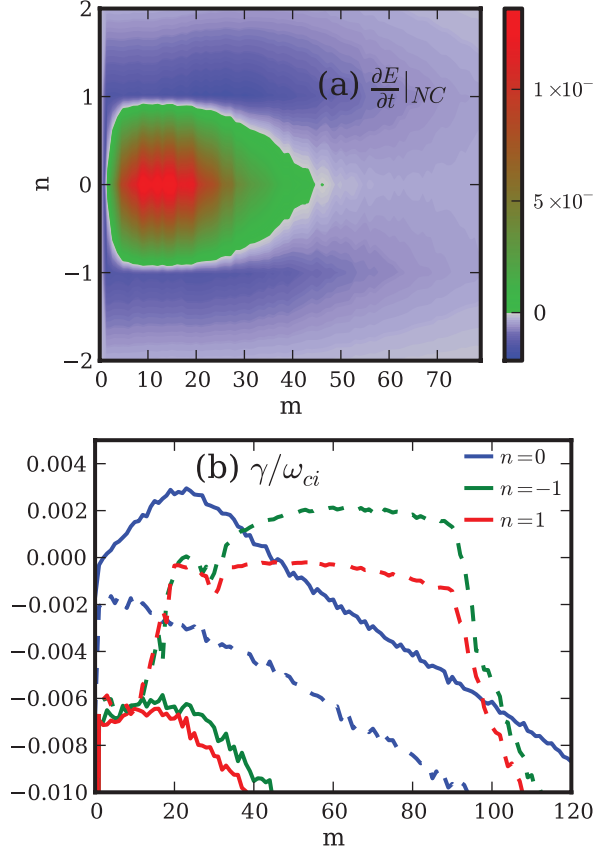 2
1
0
−1
−2
n
(a) ∂E/∂t|NC
1 ×10⁻
5 ×10⁻
0
0 10 20 30 40 50 60 70
m
(b) γ/ωci
n=0
n=−1
n=1
0.004
0.002
0.000
−0.002
−0.004
−0.006
−0.008
−0.010
0 20 40 60 80 100 120
m